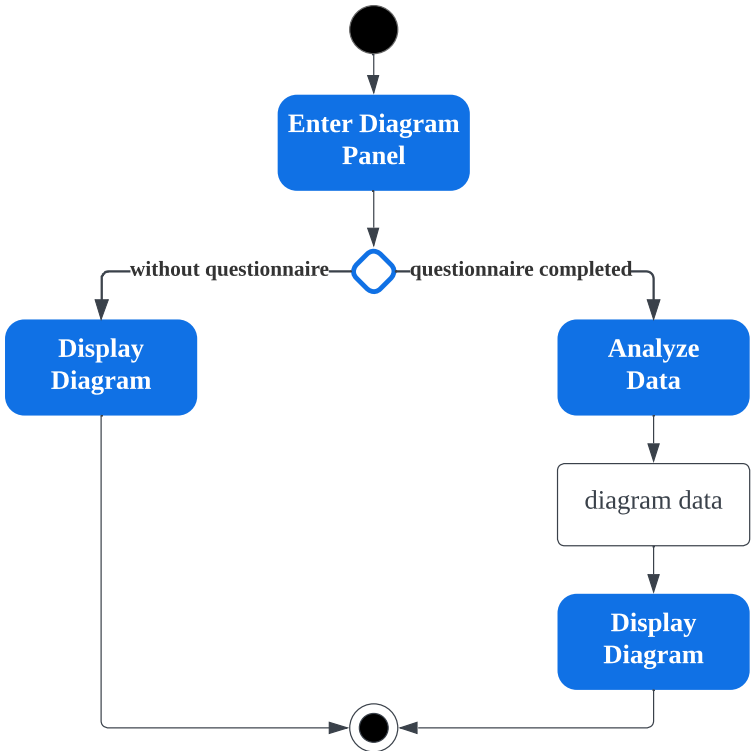 Enter Diagram
Panel
without questionnaire
questionnaire completed
Display
Diagram
Analyze
Data
diagram data
Display
Diagram